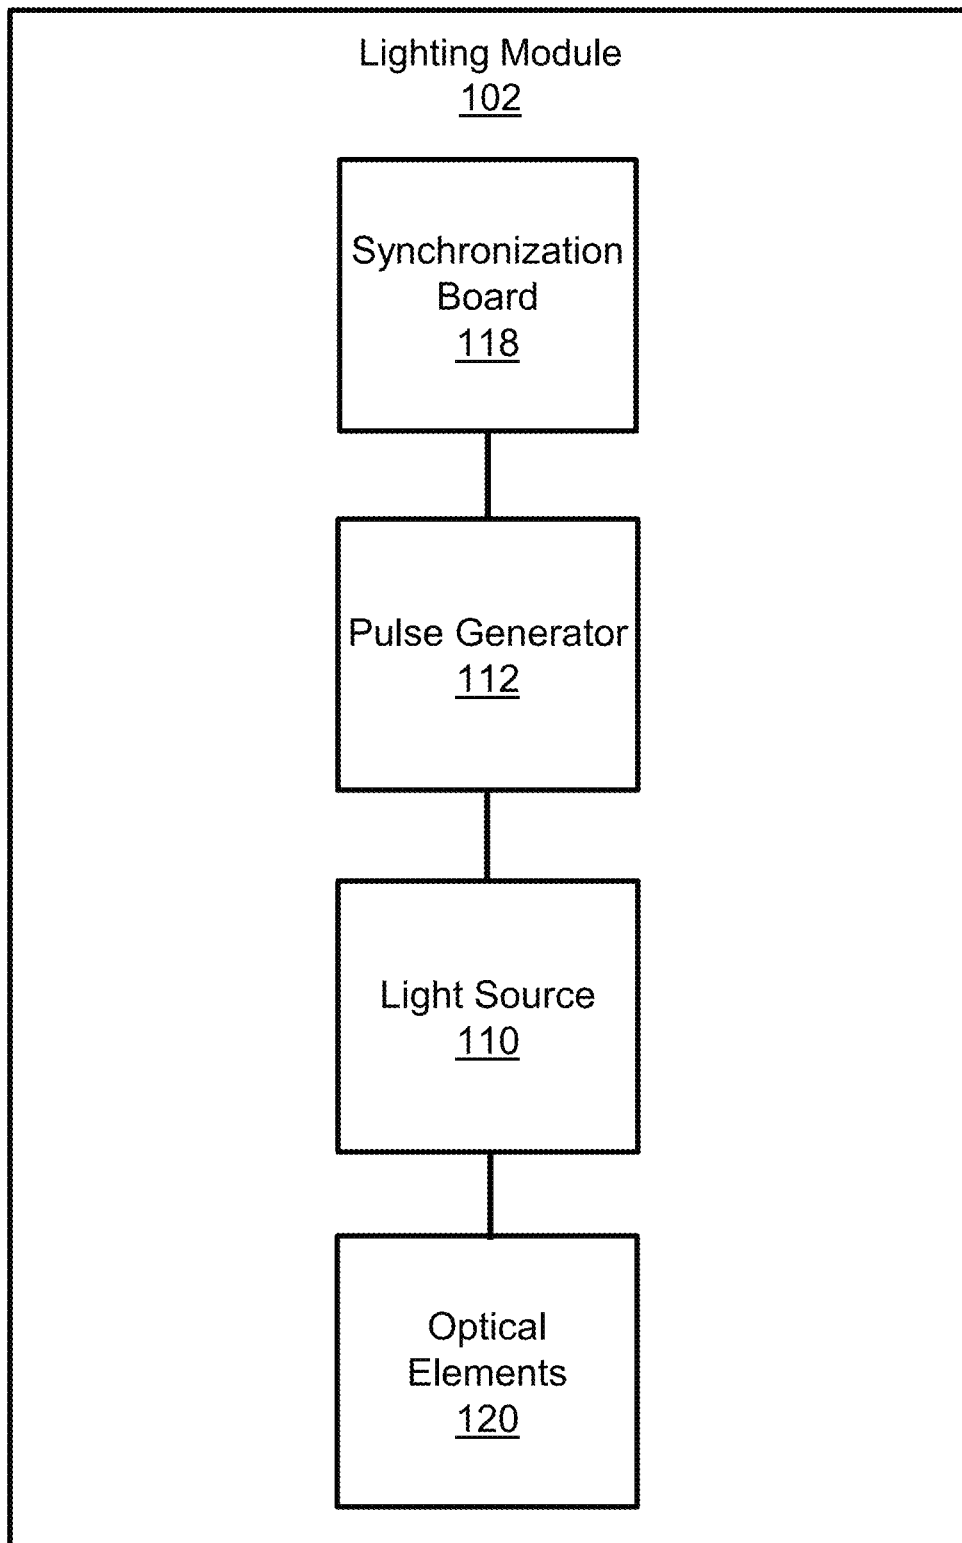 Lighting Module
102
Synchronization
Board
118
Pulse Generator
112
Light Source
110
Optical
Elements
120